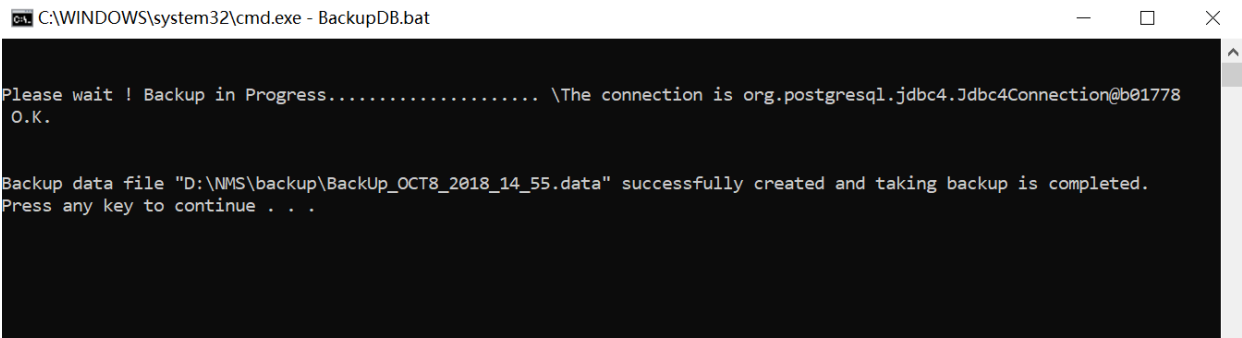 C:\WINDOWS\system32\cmd.exe - BackupDB.bat
Please wait ! Backup in Progress..................... \The connection is org.postgresql.jdbc4.Jdbc4Connection@b01778
O.K.
Backup data file "D:\NMS\backup\BackUp_OCT8_2018_14_55.data" successfully created and taking backup is completed.
Press any key to continue . . .